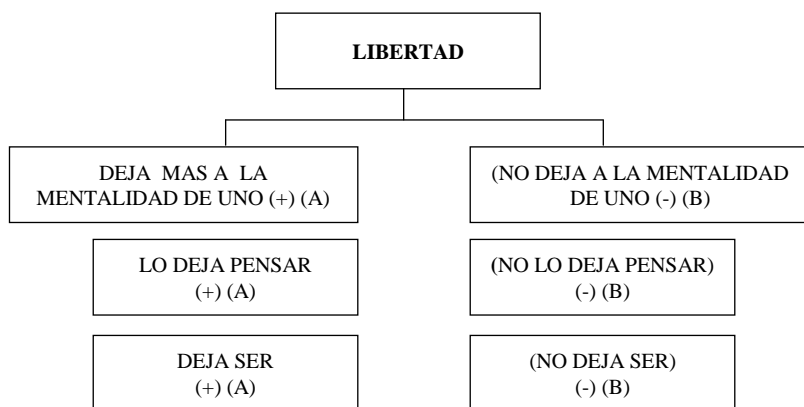 LIBERTAD
DEJA MAS A LA
MENTALIDAD DE UNO (+) (A)
(NO DEJA A LA MENTALIDAD
DE UNO (-) (B)
LO DEJA PENSAR
(+) (A)
(NO LO DEJA PENSAR)
(-) (B)
DEJA SER
(+) (A)
(NO DEJA SER)
(-) (B)